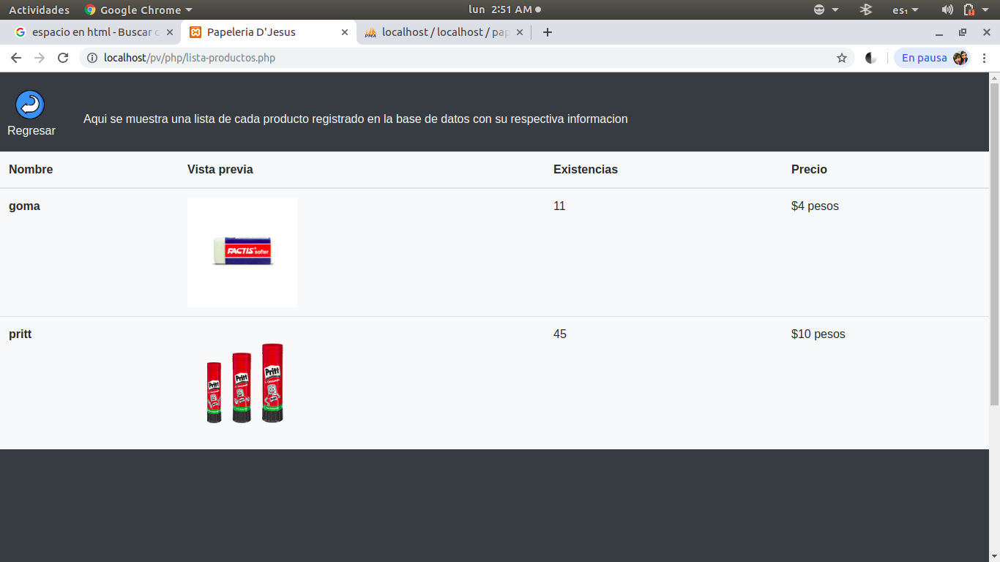 Actividades
Google Chrome
lun 2:51 AM
es₁
espacio en html - Buscar c
Papeleria D'Jesus
localhost / localhost / pap
localhost/pv/php/lista-productos.php
En pausa
Regresar
Aqui se muestra una lista de cada producto registrado en la base de datos con su respectiva informacion
Nombre Vista previa Existencias Precio
goma 11 $4 pesos
FACTIS softer
pritt 45 $10 pesos
Pritt
Pritt
Pritt